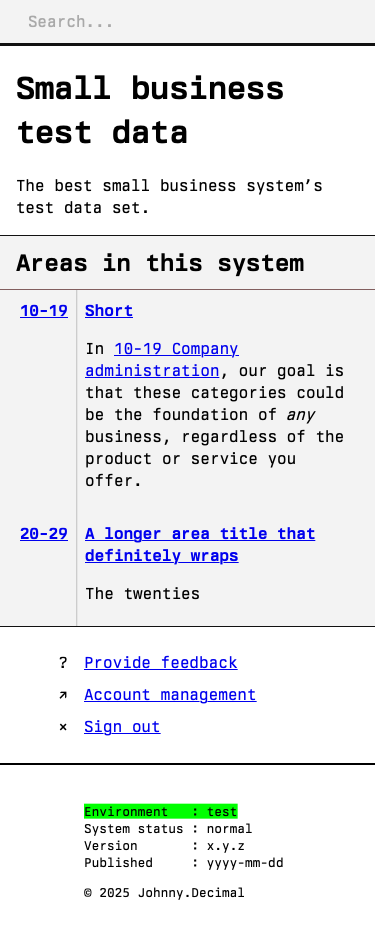 Search...
Small business
test data
The best small business system’s
test data set.
Areas in this system
10-19 Short
In 10-19 Company
administration, our goal is
that these categories could
be the foundation of any
business, regardless of the
product or service you
offer.
20-29 A longer area title that
definitely wraps
The twenties
? Provide feedback
↗ Account management
× Sign out
Environment : test
System status : normal
Version : x.y.z
Published : yyyy-mm-dd
© 2025 Johnny.Decimal